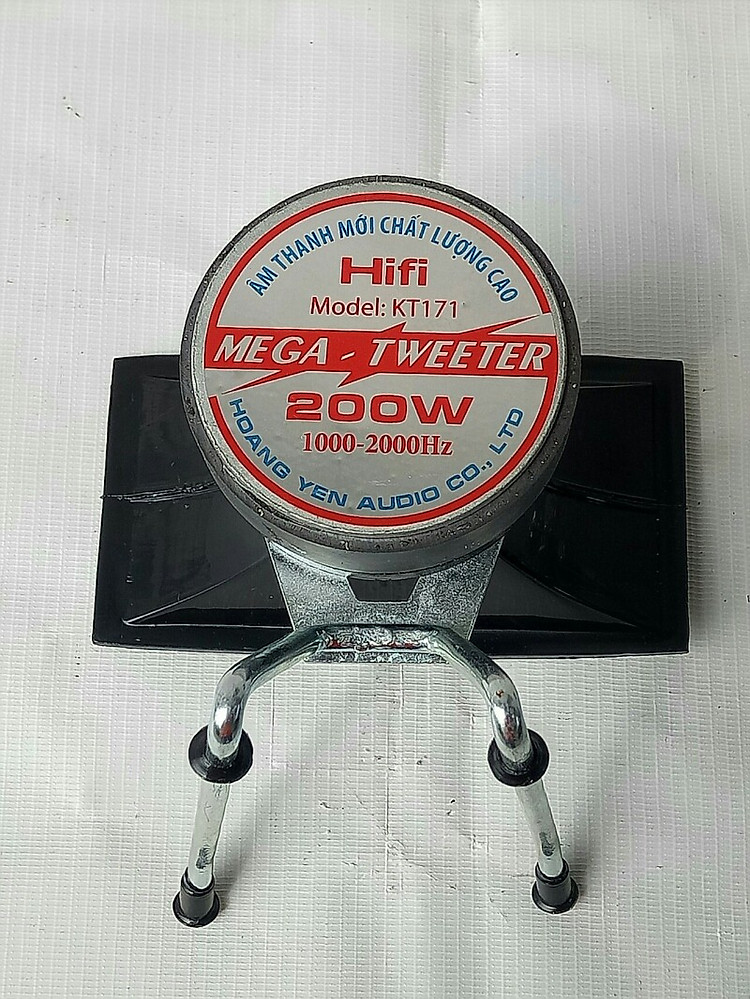 ÂM THANH MỚI CHẤT LƯỢNG CAO
Hifi
Model: KT171
MEGA - TWEETER
200W
1000-2000Hz
HOANG YEN AUDIO CO., LTD